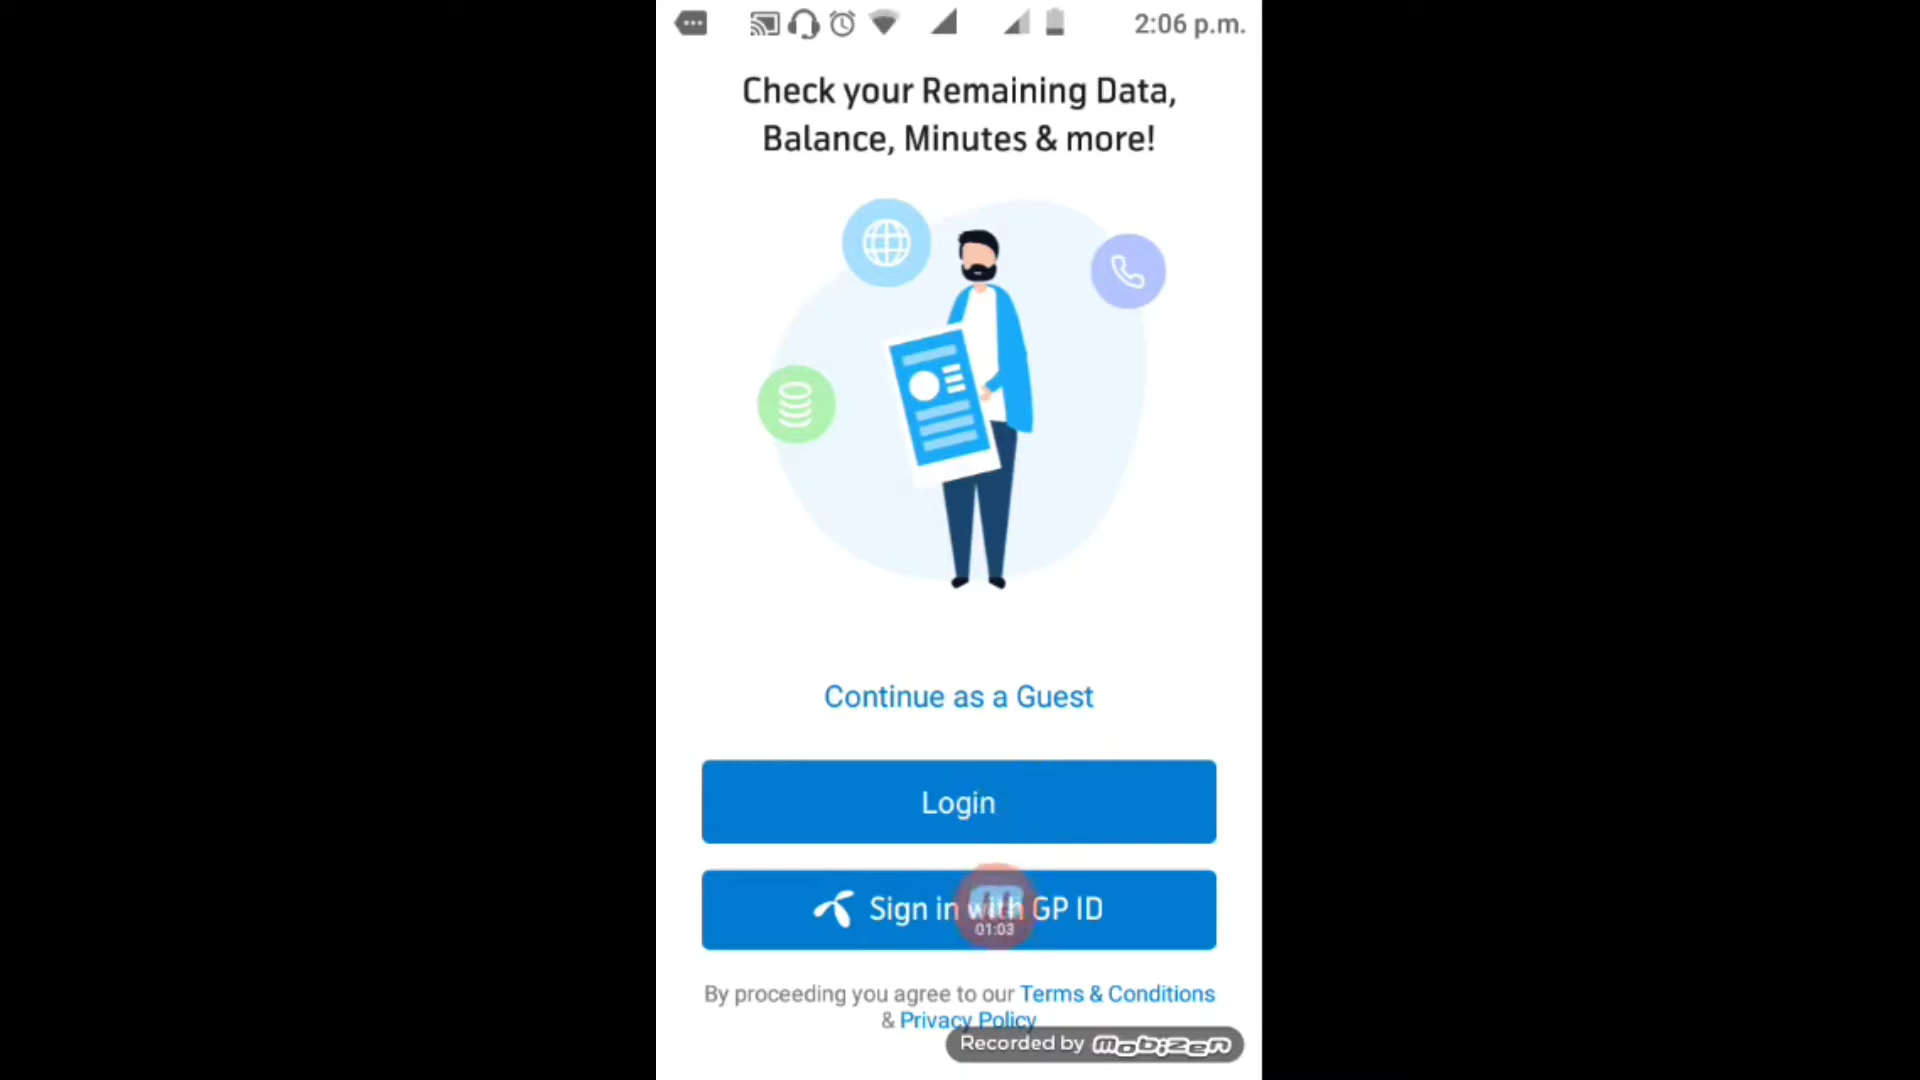 2:06 p.m.
Check your Remaining Data,
Balance, Minutes & more!
Continue as a Guest
Login
Sign in with GP ID
01:03
By proceeding you agree to our Terms & Conditions
& Privacy Policy
Recorded by mobizen